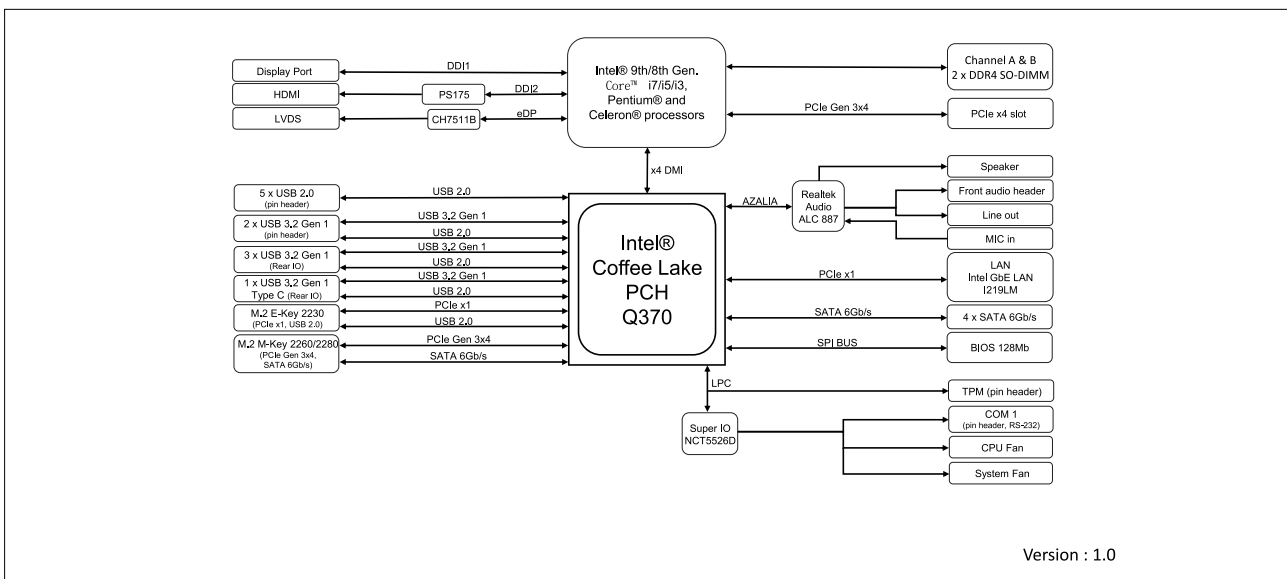 Display Port
DDI1
HDMI
PS175
DDI2
LVDS
CH7511B
eDP
Intel® 9th/8th Gen.
Core™ i7/i5/i3,
Pentium® and
Celeron® processors
Channel A & B
2 x DDR4 SO-DIMM
PCIe Gen 3x4
PCIe x4 slot
x4 DMI
5 x USB 2.0
(pin header)
USB 2.0
2 x USB 3.2 Gen 1
(pin header)
USB 3.2 Gen 1
USB 2.0
3 x USB 3.2 Gen 1
(Rear IO)
USB 3.2 Gen 1
USB 2.0
1 x USB 3.2 Gen 1
Type C (Rear IO)
USB 3.2 Gen 1
USB 2.0
M.2 E-Key 2230
(PCIe x1, USB 2.0)
PCIe x1
USB 2.0
M.2 M-Key 2260/2280
(PCIe Gen 3x4,
SATA 6Gb/s)
PCIe Gen 3x4
SATA 6Gb/s
Intel®
Coffee Lake
PCH
Q370
AZALIA
Realtek
Audio
ALC 887
Speaker
Front audio header
Line out
MIC in
PCIe x1
LAN
Intel GbE LAN
I219LM
SATA 6Gb/s
4 x SATA 6Gb/s
SPI BUS
BIOS 128Mb
LPC
TPM (pin header)
Super IO
NCT5526D
COM 1
(pin header, RS-232)
CPU Fan
System Fan
Version : 1.0